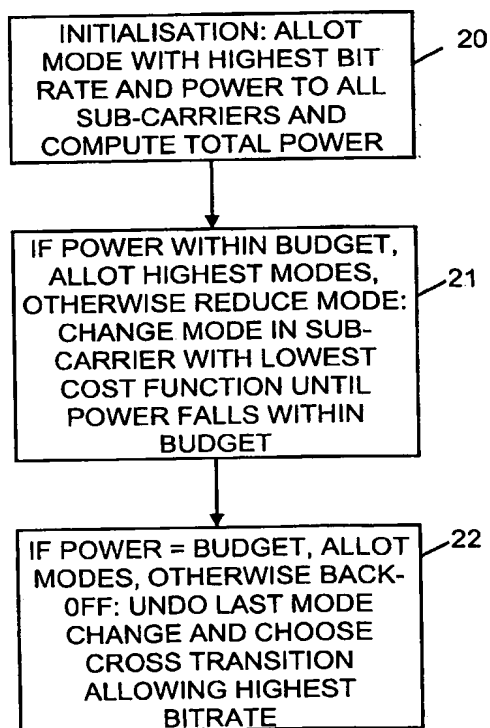 INITIALISATION: ALLOT
MODE WITH HIGHEST BIT
RATE AND POWER TO ALL
SUB-CARRIERS AND
COMPUTE TOTAL POWER
20
IF POWER WITHIN BUDGET,
ALLOT HIGHEST MODES,
OTHERWISE REDUCE MODE:
CHANGE MODE IN SUB-
CARRIER WITH LOWEST
COST FUNCTION UNTIL
POWER FALLS WITHIN
BUDGET
21
IF POWER = BUDGET, ALLOT
MODES, OTHERWISE BACK-
OFF: UNDO LAST MODE
CHANGE AND CHOOSE
CROSS TRANSITION
ALLOWING HIGHEST
BITRATE
22